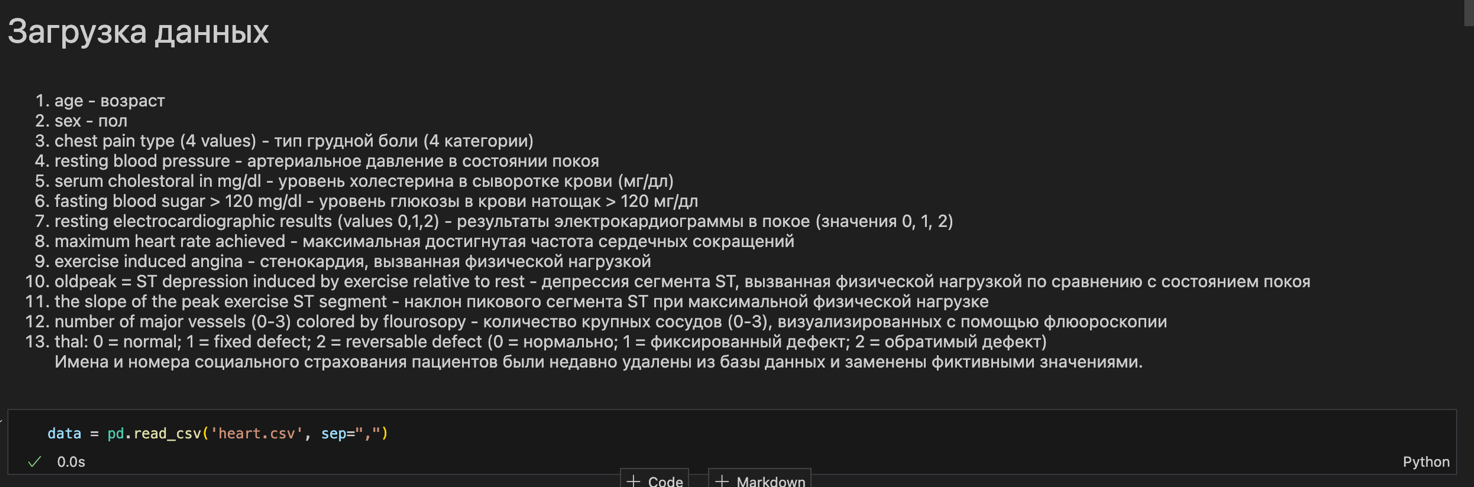 Загрузка данных
1. age - возраст
2. sex - пол
3. chest pain type (4 values) - тип грудной боли (4 категории)
4. resting blood pressure - артериальное давление в состоянии покоя
5. serum cholestoral in mg/dl - уровень холестерина в сыворотке крови (мг/дл)
6. fasting blood sugar > 120 mg/dl - уровень глюкозы в крови натощак > 120 мг/дл
7. resting electrocardiographic results (values 0,1,2) - результаты электрокардиограммы в покое (значения 0, 1, 2)
8. maximum heart rate achieved - максимальная достигнутая частота сердечных сокращений
9. exercise induced angina - стенокардия, вызванная физической нагрузкой
10. oldpeak = ST depression induced by exercise relative to rest - депрессия сегмента ST, вызванная физической нагрузкой по сравнению с состоянием покоя
11. the slope of the peak exercise ST segment - наклон пикового сегмента ST при максимальной физической нагрузке
12. number of major vessels (0-3) colored by flourosopy - количество крупных сосудов (0-3), визуализированных с помощью флюороскопии
13. thal: 0 = normal; 1 = fixed defect; 2 = reversable defect (0 = нормально; 1 = фиксированный дефект; 2 = обратимый дефект)
Имена и номера социального страхования пациентов были недавно удалены из базы данных и заменены фиктивными значениями.
data = pd.read_csv('heart.csv', sep=",")
0.0s
Python
+ Code
+ Markdown